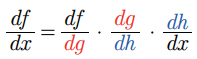 df/dx = df/dg · dg/dh · dh/dx